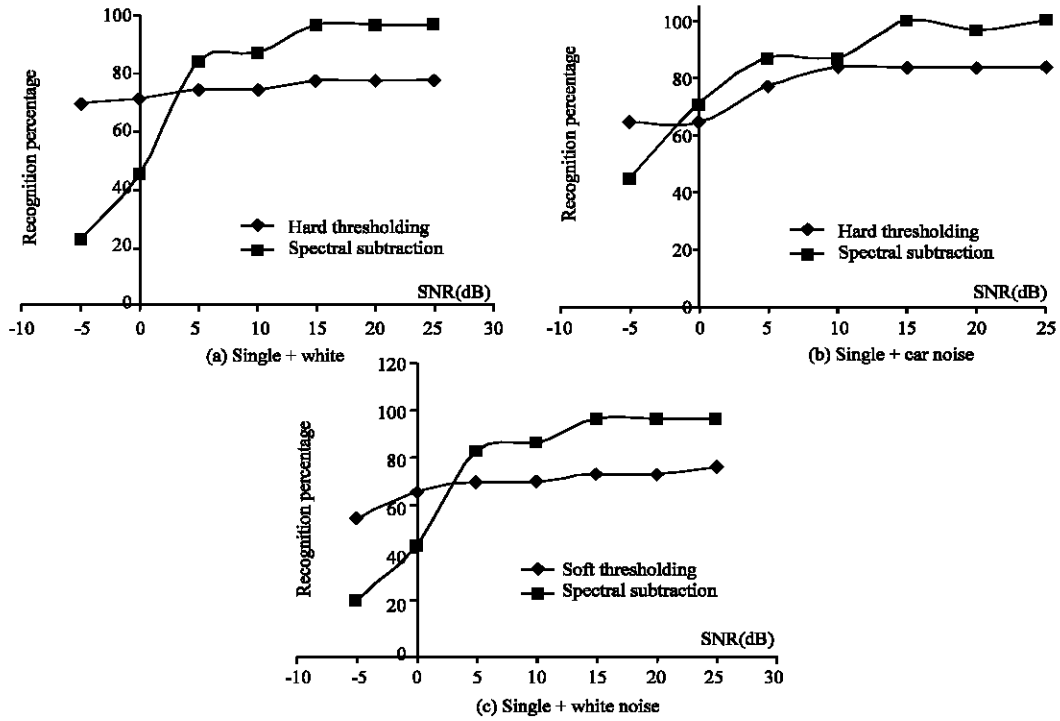 Recognition percentage
100
80
60
40
20
0
Hard thresholding
Spectral subtraction
SNR(dB)
-10 -5 0 5 10 15 20 25 30
(a) Single + white
Recognition percentage
100
80
60
40
20
0
Hard thresholding
Spectral subtraction
SNR(dB)
-10 -5 0 5 10 15 20 25
(b) Single + car noise
Recognition percentage
120
100
80
60
40
20
0
Soft thresholding
Spectral subtraction
SNR(dB)
-10 -5 0 5 10 15 20 25 30
(c) Single + white noise